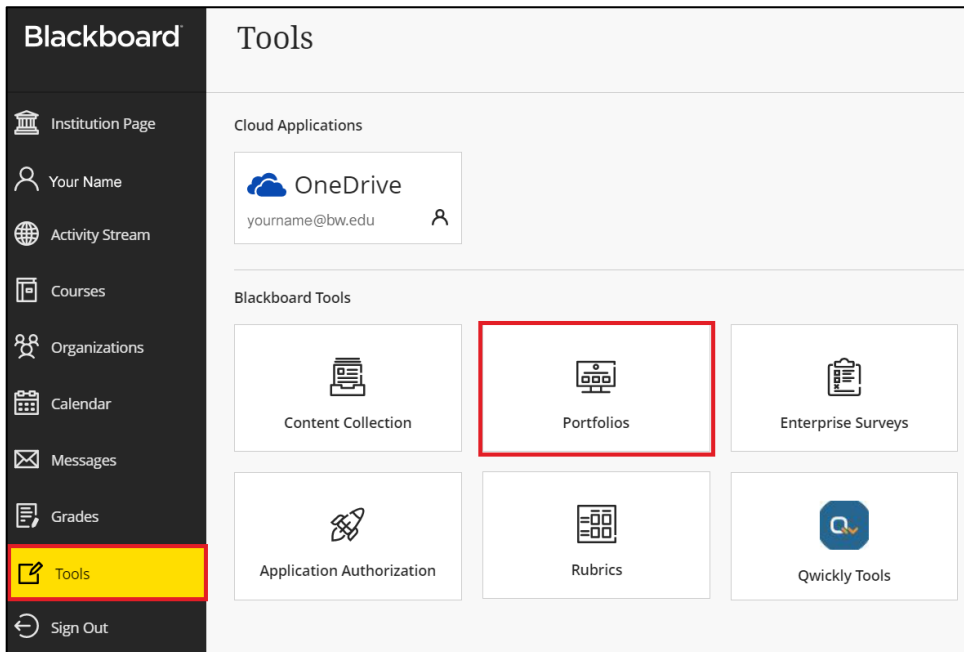 Blackboard
Institution Page
Your Name
Activity Stream
Courses
Organizations
Calendar
Messages
Grades
Tools
Sign Out
Tools
Cloud Applications
OneDrive
yourname@bw.edu
Blackboard Tools
Content Collection
Portfolios
Enterprise Surveys
Application Authorization
Rubrics
Qwickly Tools